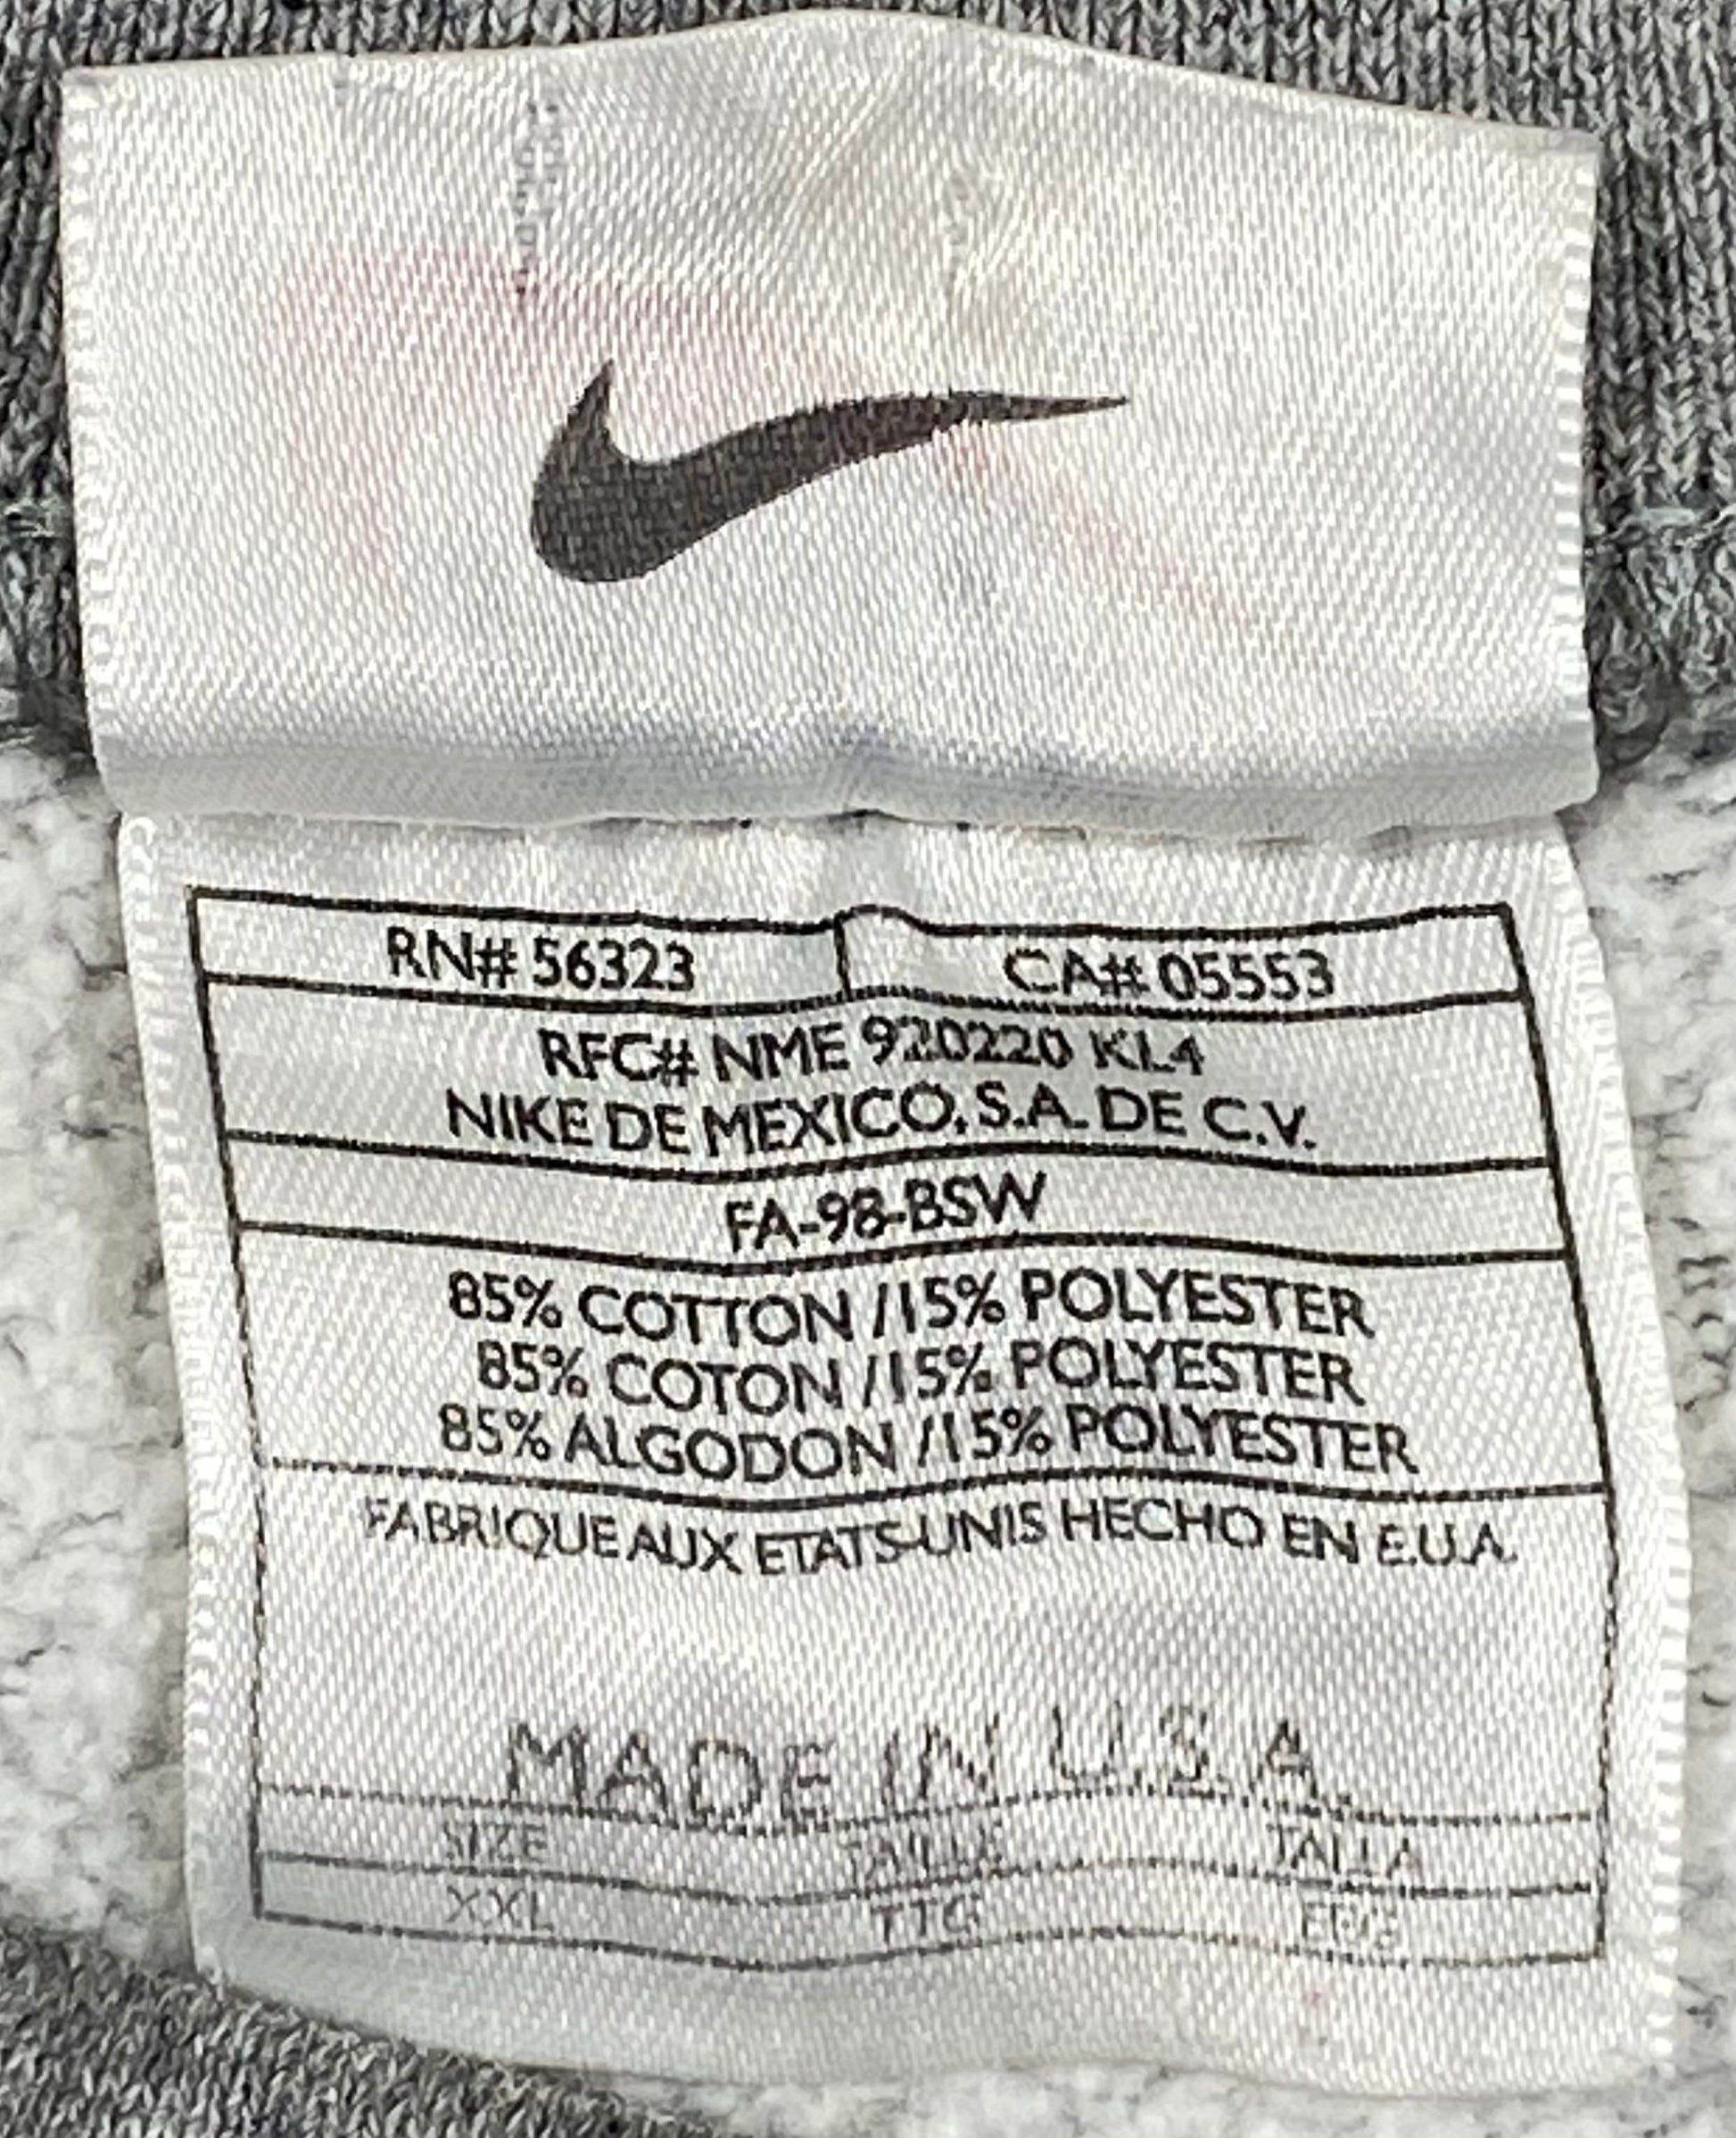 RN# 56323 CA# 05553
RFC# NME 920220 KL4
NIKE DE MEXICO, S.A. DE C.V.
FA-98-BSW
85% COTTON /15% POLYESTER
85% COTON /15% POLYESTER
85% ALGODON /15% POLYESTER
FABRIQUE AUX ETATS-UNIS HECHO EN E.U.A.
MADE IN U.S.A.
SIZE TAILLE TALLA
XXL TTG